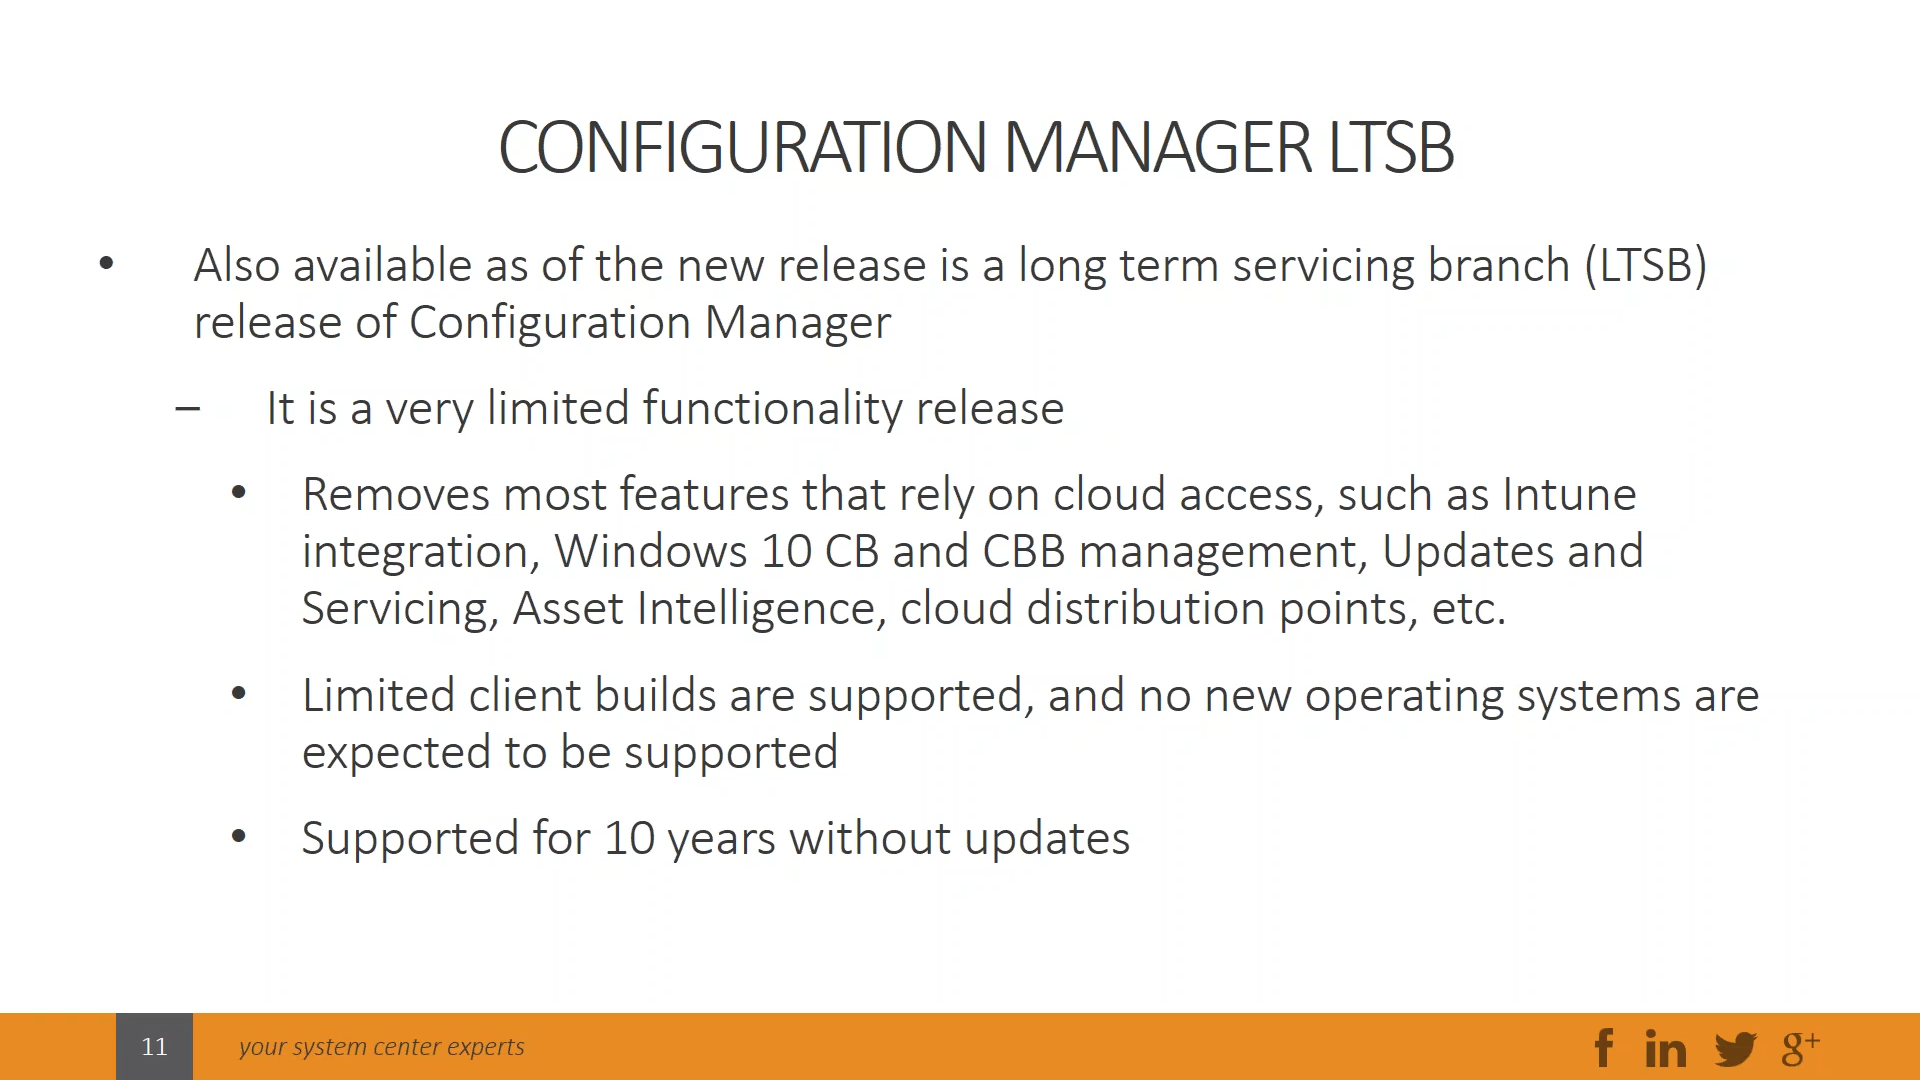 CONFIGURATION MANAGER LTSB
• Also available as of the new release is a long term servicing branch (LTSB)
release of Configuration Manager
– It is a very limited functionality release
• Removes most features that rely on cloud access, such as Intune
integration, Windows 10 CB and CBB management, Updates and
Servicing, Asset Intelligence, cloud distribution points, etc.
• Limited client builds are supported, and no new operating systems are
expected to be supported
• Supported for 10 years without updates
11 your system center experts
f in g+